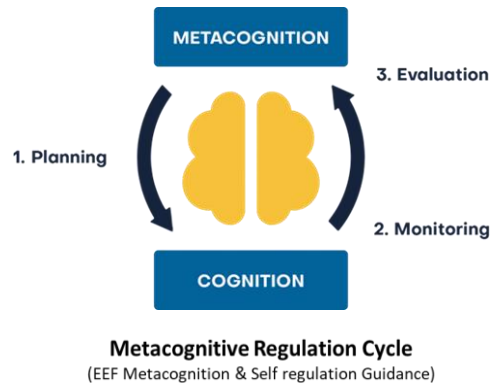 METACOGNITION
3. Evaluation
1. Planning
2. Monitoring
COGNITION
Metacognitive Regulation Cycle
(EEF Metacognition & Self regulation Guidance)